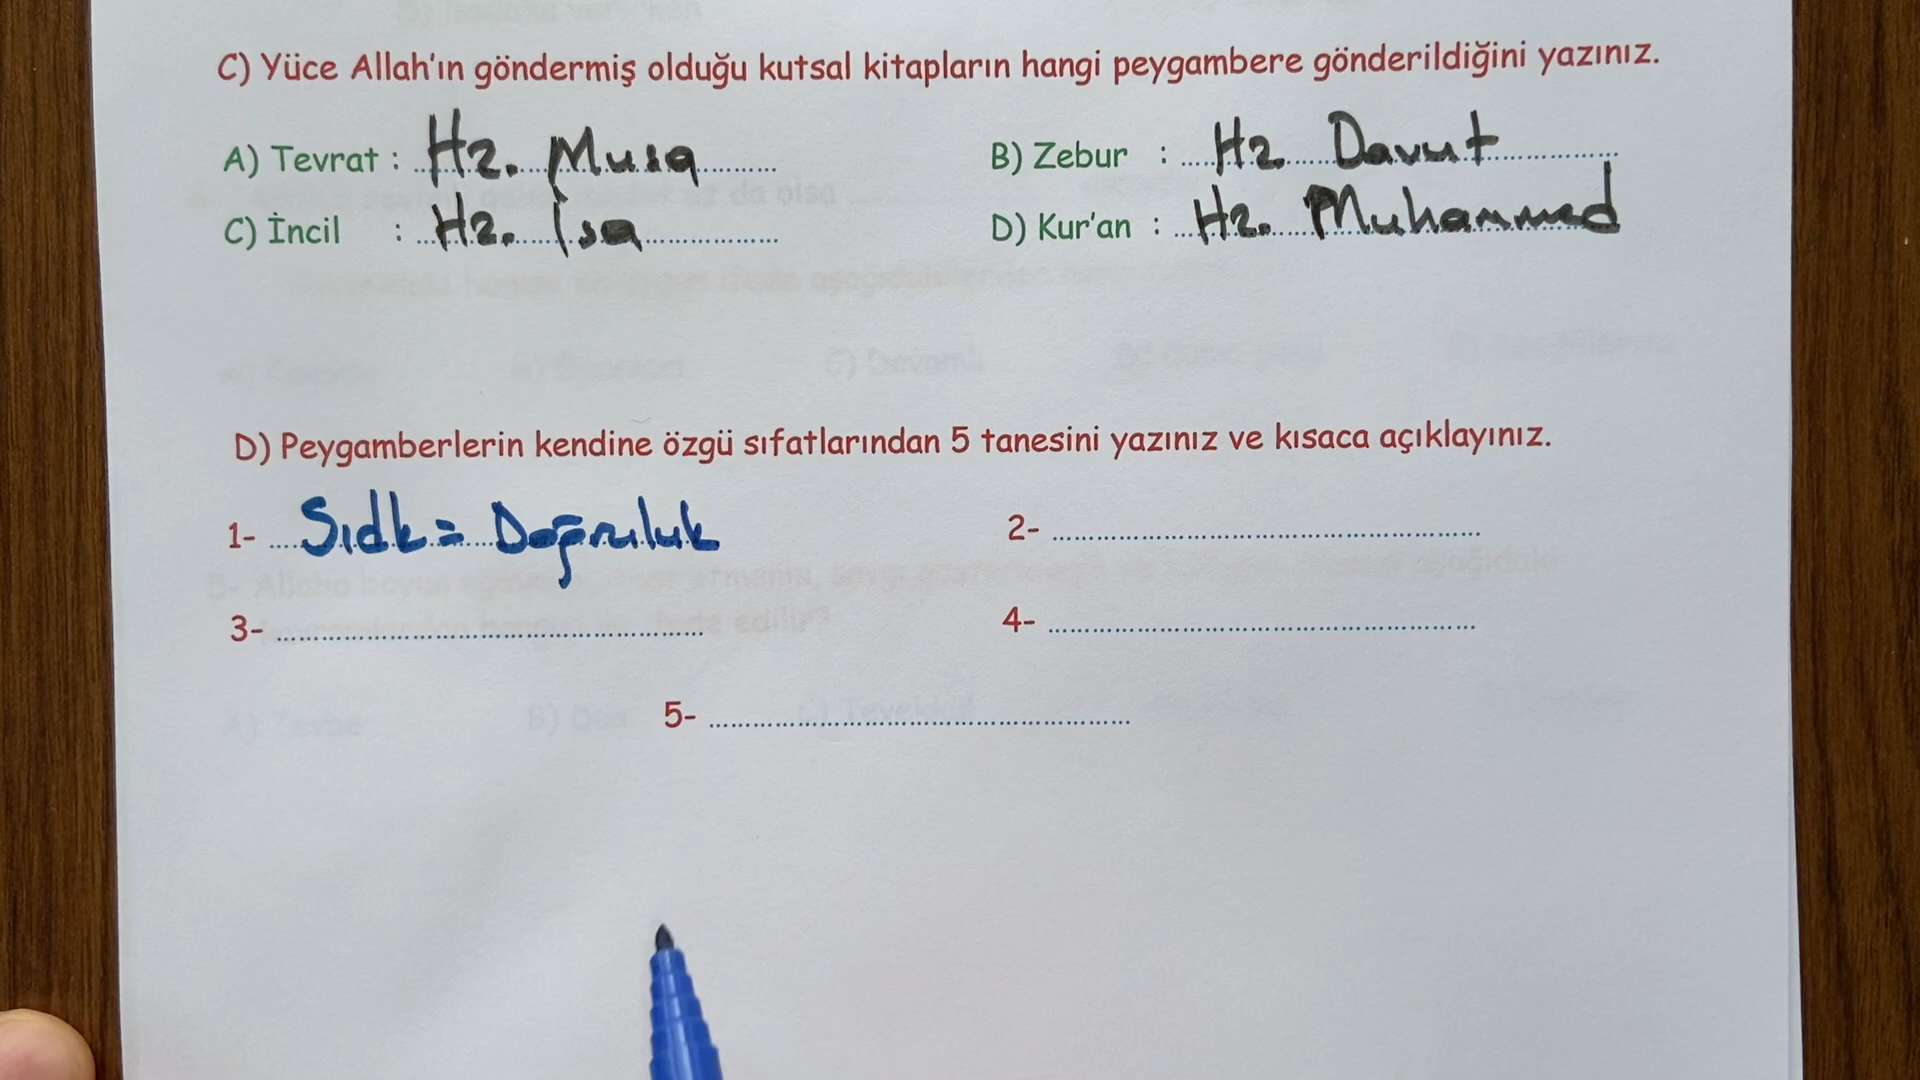 C) Yüce Allah'ın göndermiş olduğu kutsal kitapların hangi peygambere gönderildiğini yazınız.
A) Tevrat : Hz. Musa
B) Zebur : Hz Davut
C) İncil : Hz. İsa
D) Kur'an : Hz. Muhammed
D) Peygamberlerin kendine özgü sıfatlarından 5 tanesini yazınız ve kısaca açıklayınız.
1- Sıdk = Doğruluk
2-
3-
4-
5-